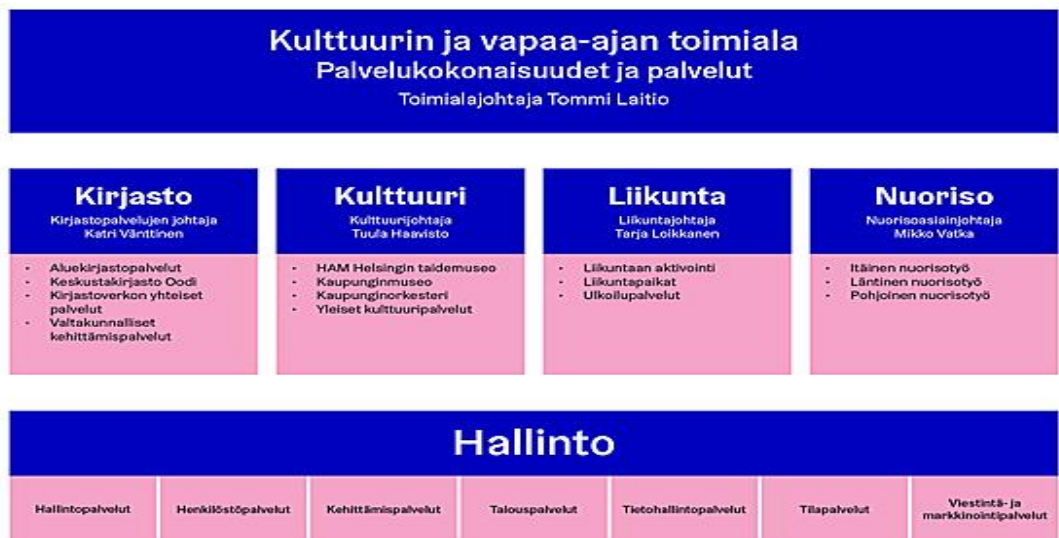 Kulttuurin ja vapaa-ajan toimiala
Palvelukokonaisuudet ja palvelut
Toimialajohtaja Tommi Laitio
Kirjasto
Kirjastopalvelujen johtaja
Katri Vänttinen
- Aluekirjastopalvelut
- Keskustakirjasto Oodi
- Kirjastoverkon yhteiset
palvelut
- Valtakunnalliset
kehittämispalvelut
Kulttuuri
Kulttuurijohtaja
Tuula Haavisto
- HAM Helsingin taidemuseo
- Kaupunginmuseo
- Kaupunginorkesteri
- Yleiset kulttuuripalvelut
Liikunta
Liikuntajohtaja
Tarja Loikkanen
- Liikuntaan aktivointi
- Liikuntapaikat
- Ulkoilupalvelut
Nuoriso
Nuorisoasiainjohtaja
Mikko Vatka
- Itäinen nuorisotyö
- Läntinen nuorisotyö
- Pohjoinen nuorisotyö
Hallinto
Hallintopalvelut
Henkilöstöpalvelut
Kehittämispalvelut
Talouspalvelut
Tietohallintopalvelut
Tilapalvelut
Viestintä- ja
markkinointipalvelut